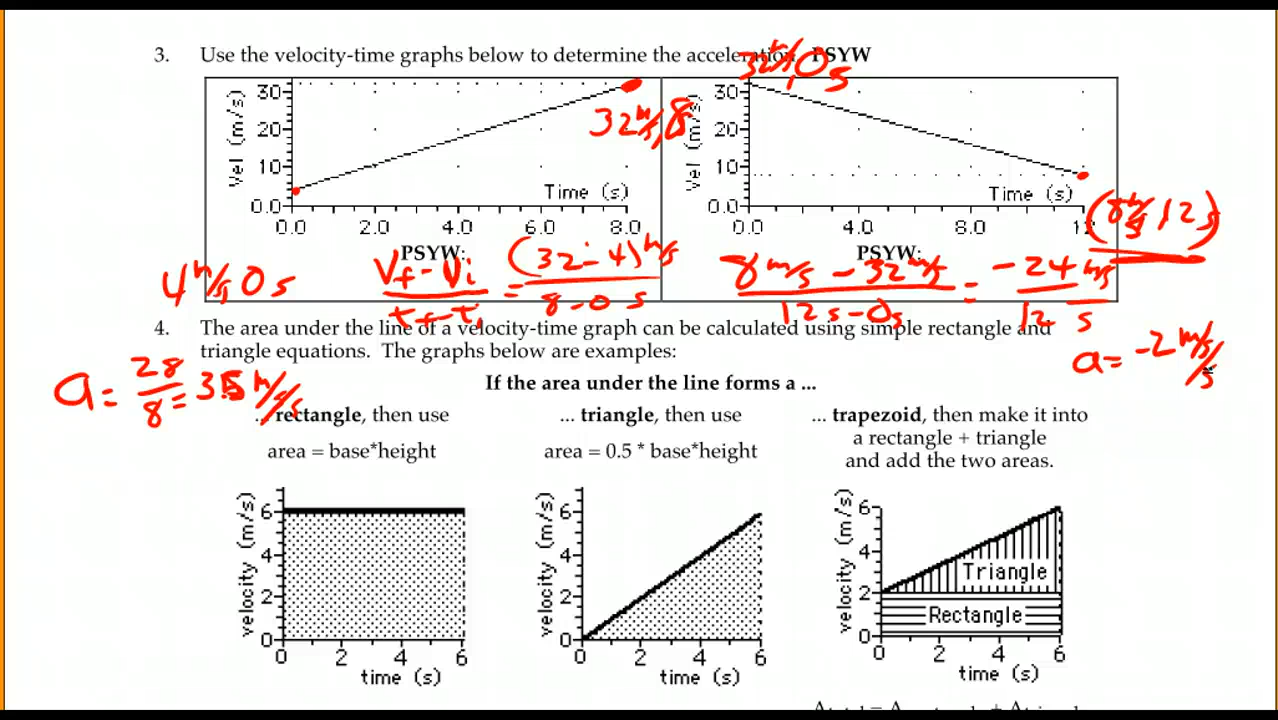 3. Use the velocity-time graphs below to determine the acceleration. PSYW
32 m/s, 0 s
30
20
10
0.0
Vel (m/s)
32 m/s, 8
Time (s)
0.0 2.0 4.0 6.0 8.0
30
20
10
0.0
Vel (m/s)
Time (s)
0.0 4.0 8.0 12
(8 m/s, 12 s)
PSYW:
PSYW:
4 m/s, 0 s
Vf - Vi / tf - ti = (32 - 4) m/s / 8 - 0 s
8 m/s - 32 m/s / 12 s - 0 s = -24 m/s / 12 s
4. The area under the line of a velocity-time graph can be calculated using simple rectangle and
triangle equations. The graphs below are examples:
a = 28 / 8 = 3.5 m/s/s
a = -2 m/s/s
If the area under the line forms a ...
... rectangle, then use
area = base*height
... triangle, then use
area = 0.5 * base*height
... trapezoid, then make it into
a rectangle + triangle
and add the two areas.
6
4
2
0
velocity (m/s)
0 2 4 6
time (s)
6
4
2
0
velocity (m/s)
0 2 4 6
time (s)
6
4
2
0
velocity (m/s)
Triangle
Rectangle
0 2 4 6
time (s)